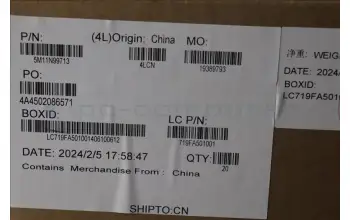 P/N: (4L)Origin: China MO:
5M11N99713 4LCN 19389793
PO:
4A4502086571
BOXID: LC P/N:
LC719FA501001406100612 719FA501001
DATE: 2024/2/5 17:58:47 QTY:
20
Contains Merchandise From : China
SHIPTO:CN
净重: WEIG
DATE: 2024/
BOXID:
LC719FA501